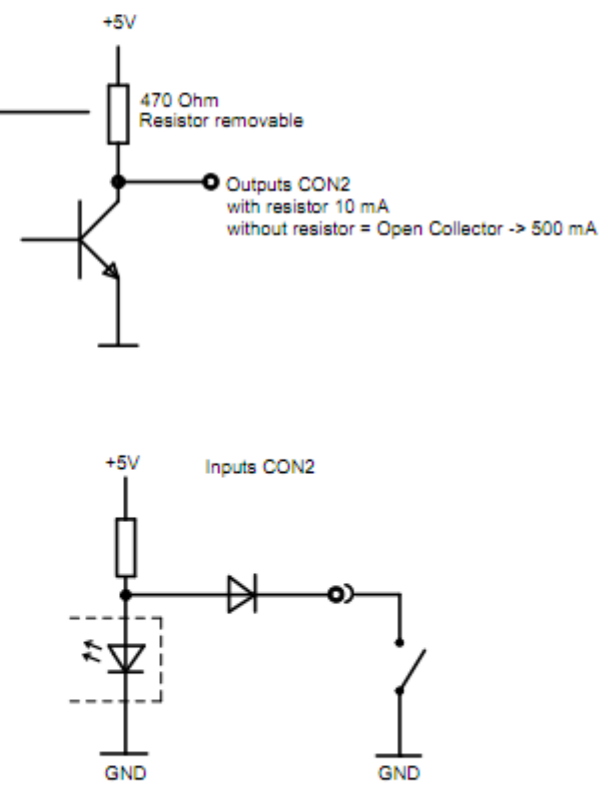 +5V
470 Ohm
Resistor removable
Outputs CON2
with resistor 10 mA
without resistor = Open Collector -> 500 mA
+5V
Inputs CON2
GND
GND